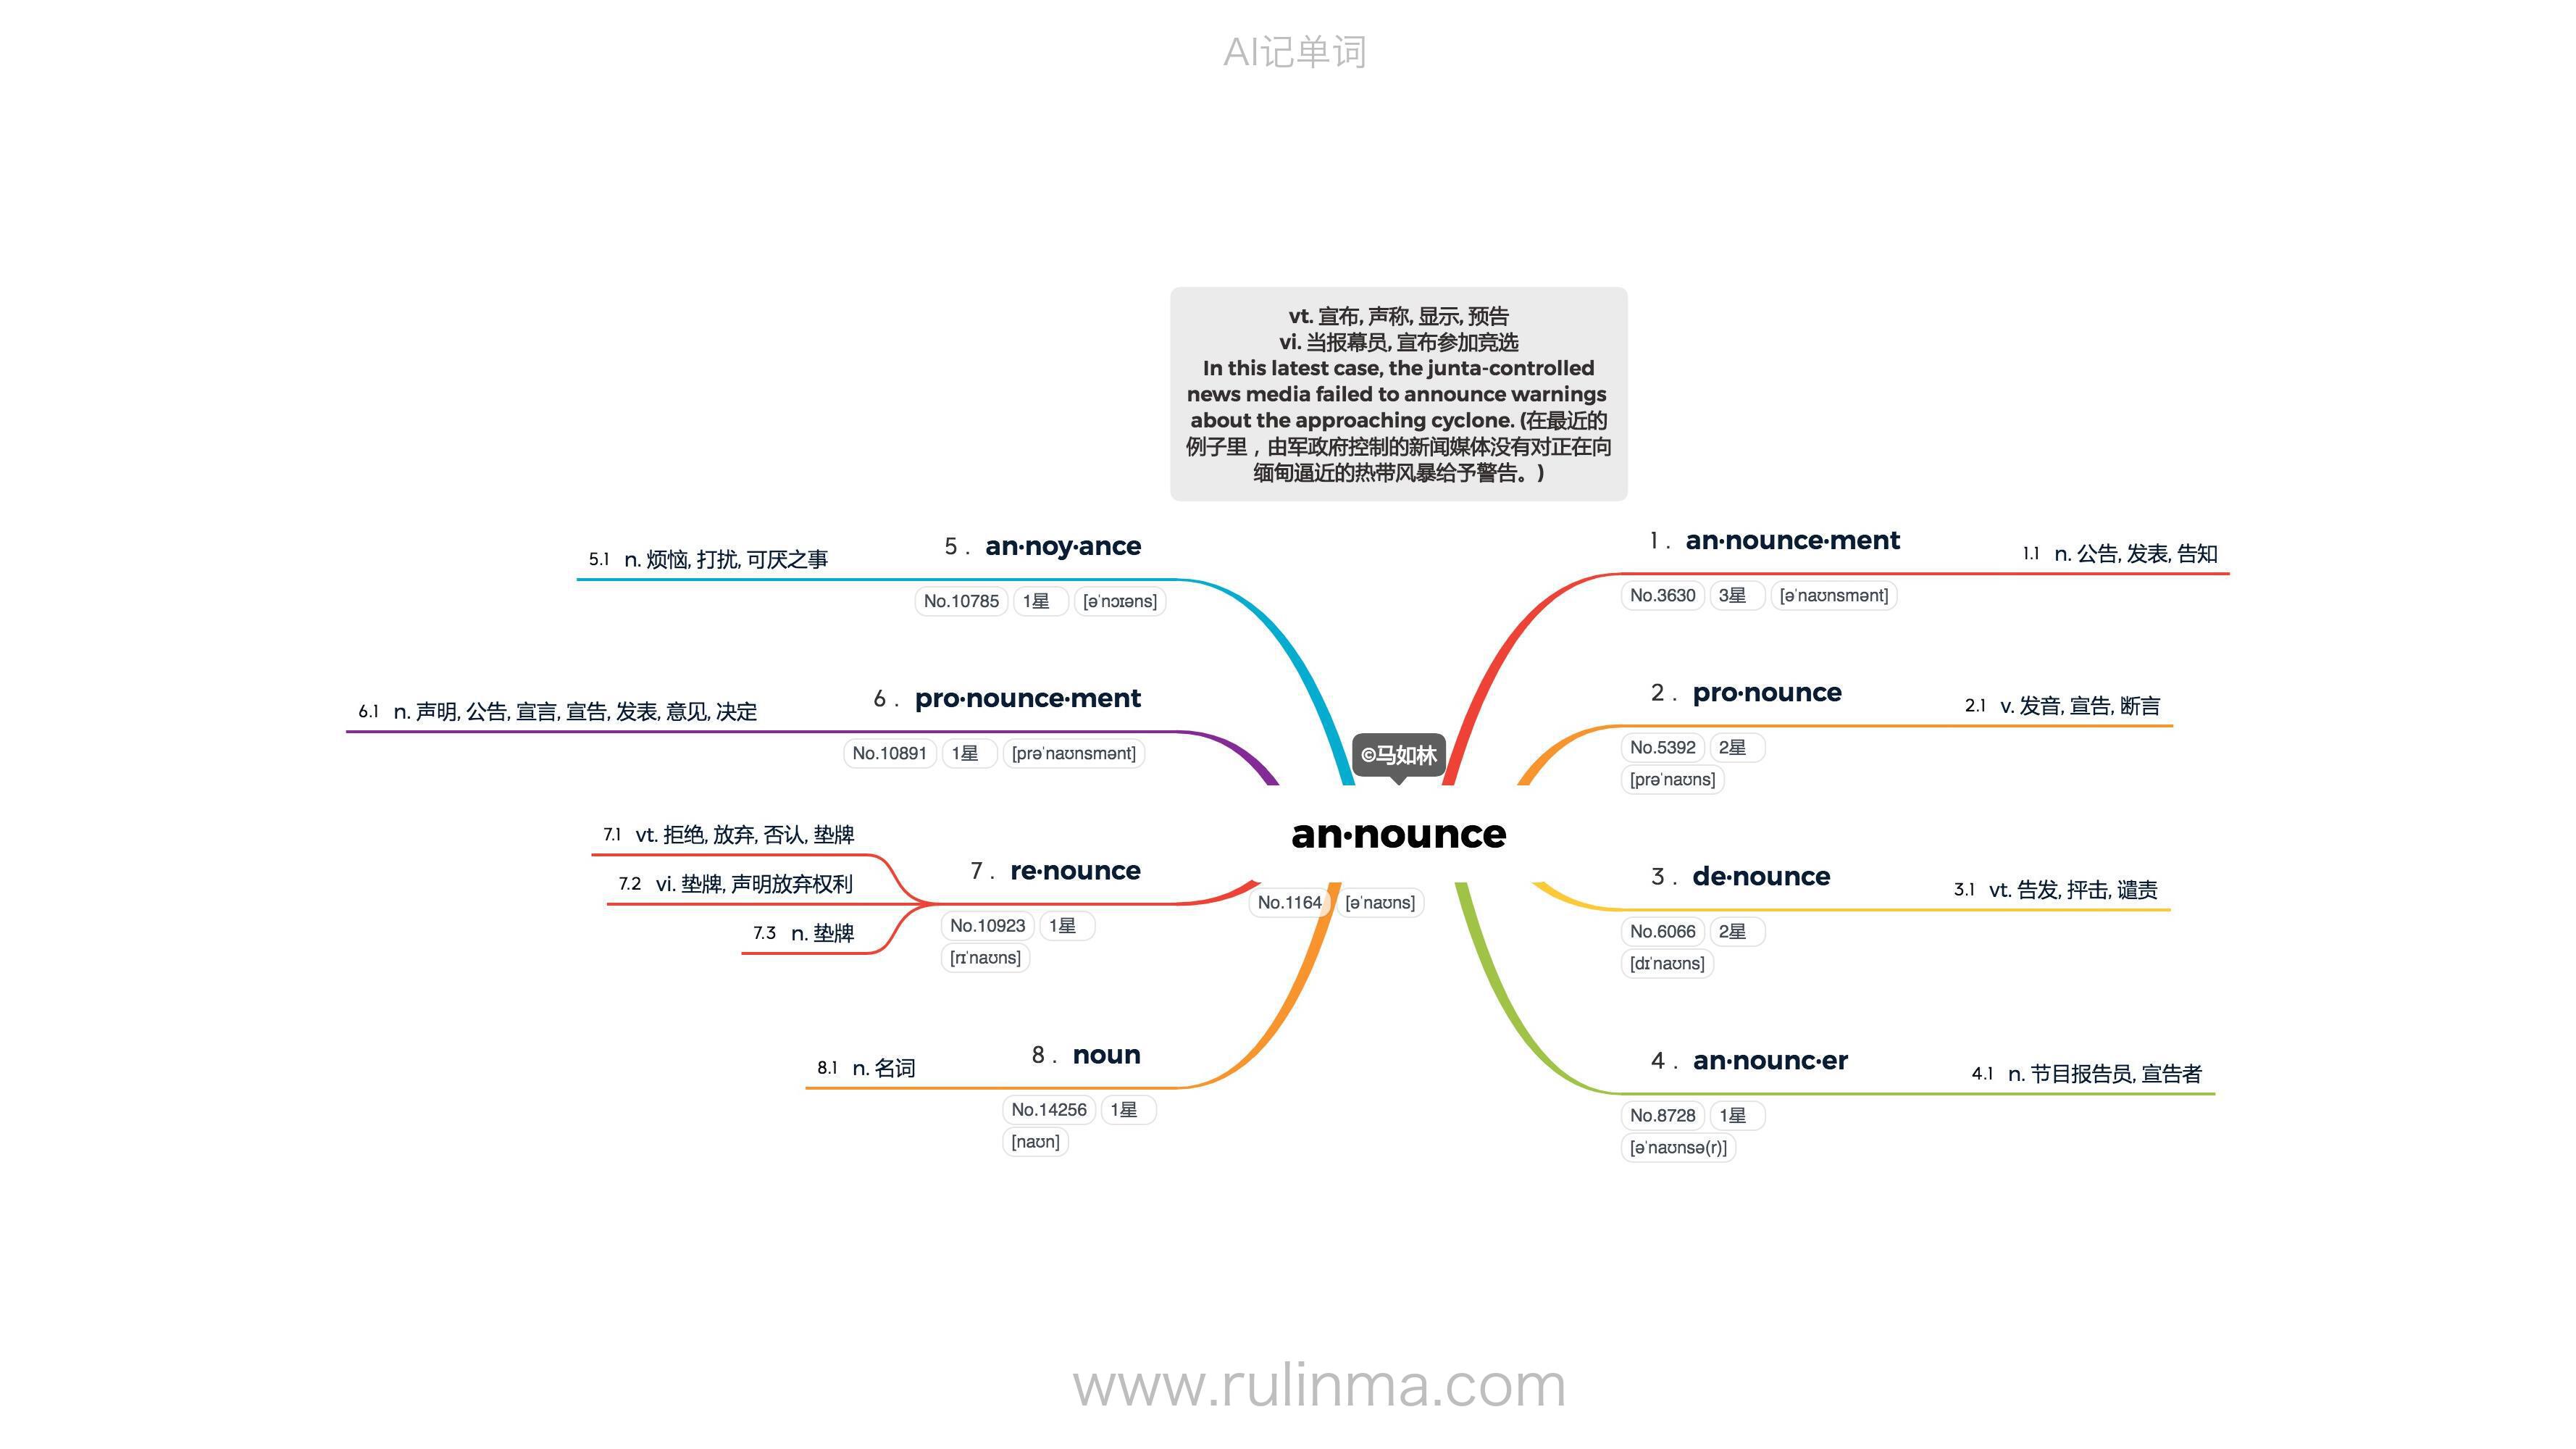 AI记单词
vt. 宣布, 声称, 显示, 预告
vi. 当报幕员, 宣布参加竞选
In this latest case, the junta-controlled
news media failed to announce warnings
about the approaching cyclone. (在最近的
例子里，由军政府控制的新闻媒体没有对正在向
缅甸逼近的热带风暴给予警告。)
©马如林
an·nounce
No.1164 [əˈnaʊns]
1. an·nounce·ment
No.3630 3星 [əˈnaʊnsmənt]
1.1 n. 公告, 发表, 告知
2. pro·nounce
No.5392 2星
[prəˈnaʊns]
2.1 v. 发音, 宣告, 断言
3. de·nounce
No.6066 2星
[dɪˈnaʊns]
3.1 vt. 告发, 抨击, 谴责
4. an·nounc·er
No.8728 1星
[əˈnaʊnsə(r)]
4.1 n. 节目报告员, 宣告者
5. an·noy·ance
No.10785 1星 [əˈnɔɪəns]
5.1 n. 烦恼, 打扰, 可厌之事
6. pro·nounce·ment
No.10891 1星 [prəˈnaʊnsmənt]
6.1 n. 声明, 公告, 宣言, 宣告, 发表, 意见, 决定
7. re·nounce
No.10923 1星
[rɪˈnaʊns]
7.1 vt. 拒绝, 放弃, 否认, 垫牌
7.2 vi. 垫牌, 声明放弃权利
7.3 n. 垫牌
8. noun
No.14256 1星
[naʊn]
8.1 n. 名词
www.rulinma.com